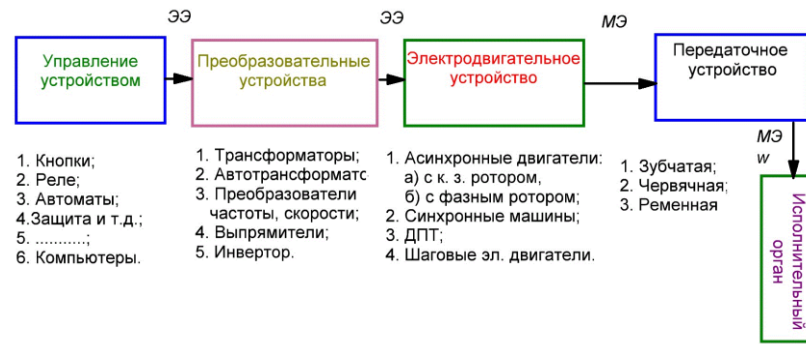 ЭЭ
ЭЭ
МЭ
Управление
устройством
Преобразовательные
устройства
Электродвигательное
устройство
Передаточное
устройство
МЭ
w
1. Кнопки;
2. Реле;
3. Автоматы;
4.Защита и т.д.;
5. ...........;
6. Компьютеры.
1. Трансформаторы;
2. Автотрансформатс
3. Преобразователи
частоты, скорости;
4. Выпрямители;
5. Инвертор.
1. Асинхронные двигатели:
а) с к. з. ротором,
б) с фазным ротором;
2. Синхронные машины;
3. ДПТ;
4. Шаговые эл. двигатели.
1. Зубчатая;
2. Червячная;
3. Ременная
Исполнительный
орган